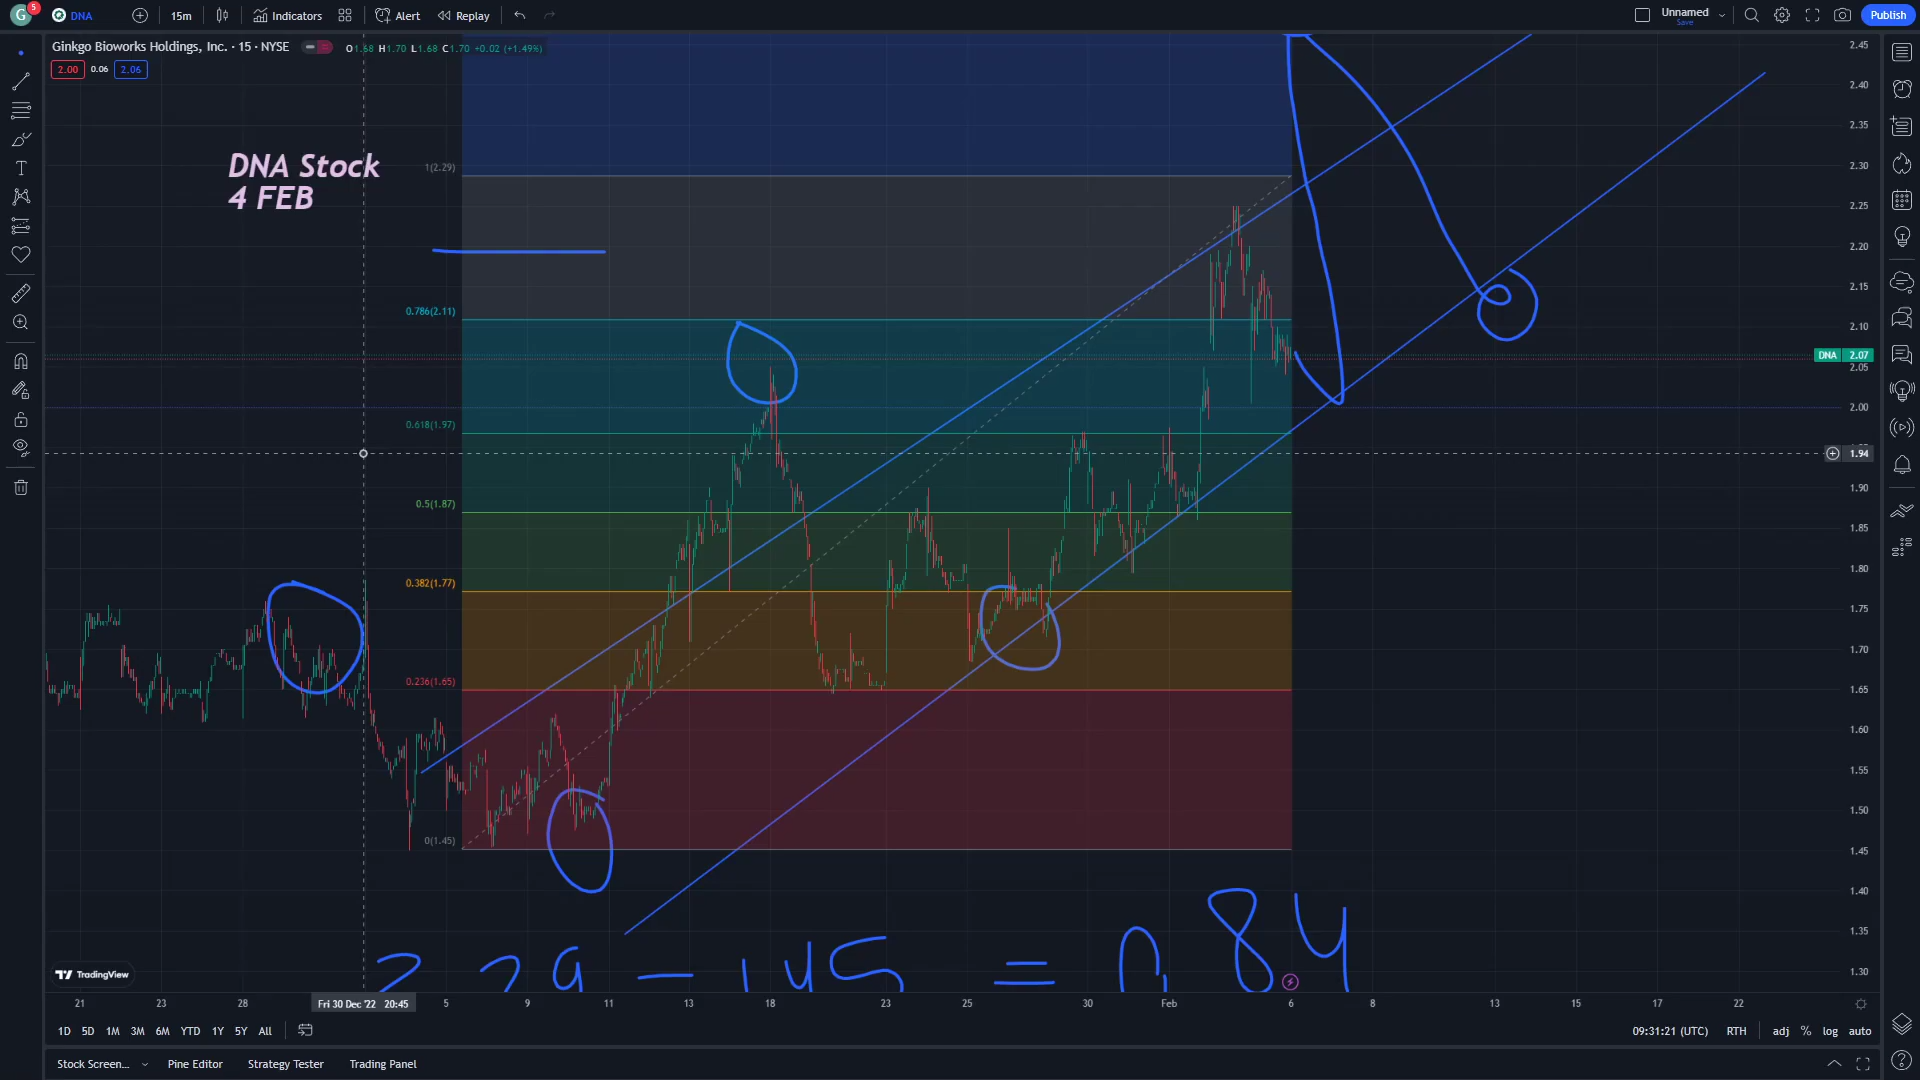 G 5 DNA 15m Indicators Alert Replay Unnamed Save Publish
Ginkgo Bioworks Holdings, Inc. · 15 · NYSE O1.68 H1.70 L1.68 C1.70 +0.02 (+1.49%)
2.00 0.06 2.06
DNA Stock
4 FEB
1(2.29)
0.786(2.11)
0.618(1.97)
0.5(1.87)
0.382(1.77)
0.236(1.65)
0(1.45)
2.45
2.40
2.35
2.30
2.25
2.20
2.15
2.10
DNA 2.07
2.05
2.00
1.94
1.90
1.85
1.80
1.75
1.70
1.65
1.60
1.55
1.50
1.45
1.40
1.35
1.30
2.29 - 1.45 = 0.84
TradingView
21 23 28 Fri 30 Dec '22 20:45 5 9 11 13 18 23 25 30 Feb 6 8 13 15 17 22
1D 5D 1M 3M 6M YTD 1Y 5Y All 09:31:21 (UTC) RTH adj % log auto
Stock Screen... Pine Editor Strategy Tester Trading Panel